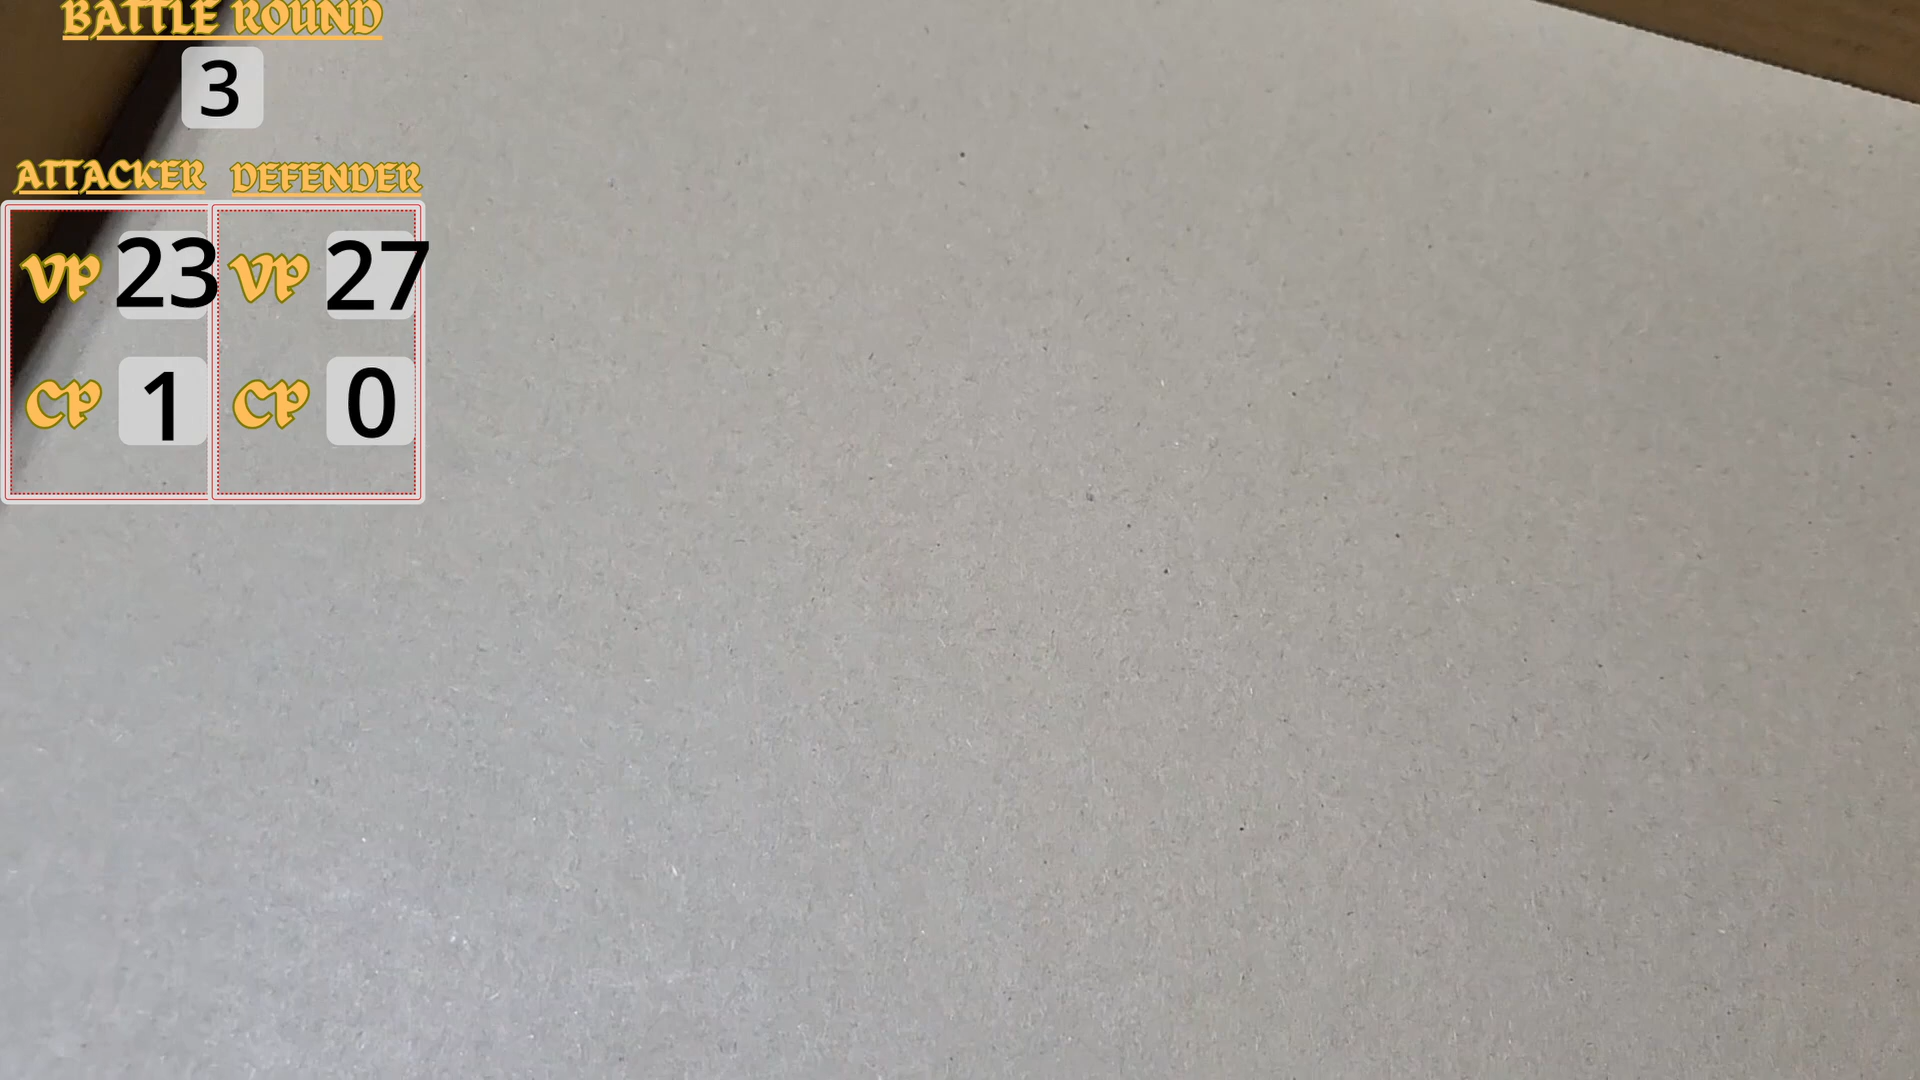 BATTLE ROUND
3
ATTACKER DEFENDER
VP 23 VP 27
CP 1 CP 0